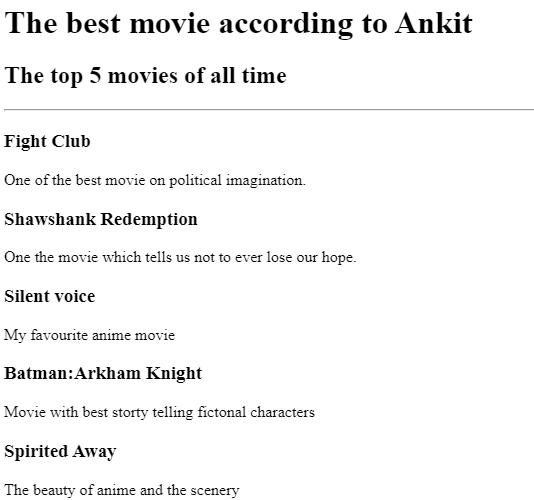 The best movie according to Ankit
The top 5 movies of all time
Fight Club
One of the best movie on political imagination.
Shawshank Redemption
One the movie which tells us not to ever lose our hope.
Silent voice
My favourite anime movie
Batman:Arkham Knight
Movie with best storty telling fictonal characters
Spirited Away
The beauty of anime and the scenery